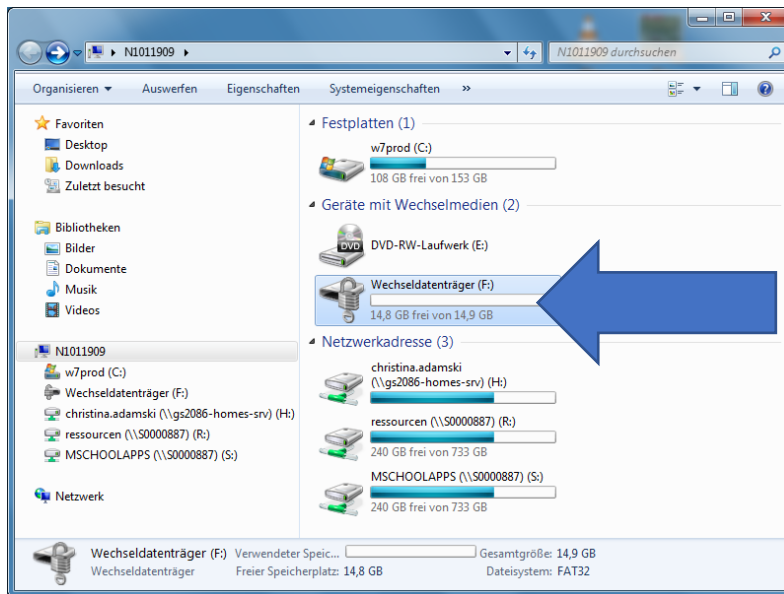 N1011909
N1011909 durchsuchen
Organisieren
Auswerfen
Eigenschaften
Systemeigenschaften
»
Favoriten
Desktop
Downloads
Zuletzt besucht
Bibliotheken
Bilder
Dokumente
Musik
Videos
N1011909
w7prod (C:)
Wechseldatenträger (F:)
christina.adamski (\\gs2086-homes-srv) (H:)
ressourcen (\\S0000887) (R:)
MSCHOOLAPPS (\\S0000887) (S:)
Netzwerk
Festplatten (1)
w7prod (C:)
108 GB frei von 153 GB
Geräte mit Wechselmedien (2)
DVD
DVD-RW-Laufwerk (E:)
Wechseldatenträger (F:)
14,8 GB frei von 14,9 GB
Netzwerkadresse (3)
christina.adamski
(\\gs2086-homes-srv) (H:)
ressourcen (\\S0000887) (R:)
240 GB frei von 733 GB
MSCHOOLAPPS (\\S0000887) (S:)
240 GB frei von 733 GB
Wechseldatenträger (F:) Verwendeter Speic... Gesamtgröße: 14,9 GB
Wechseldatenträger Freier Speicherplatz: 14,8 GB Dateisystem: FAT32